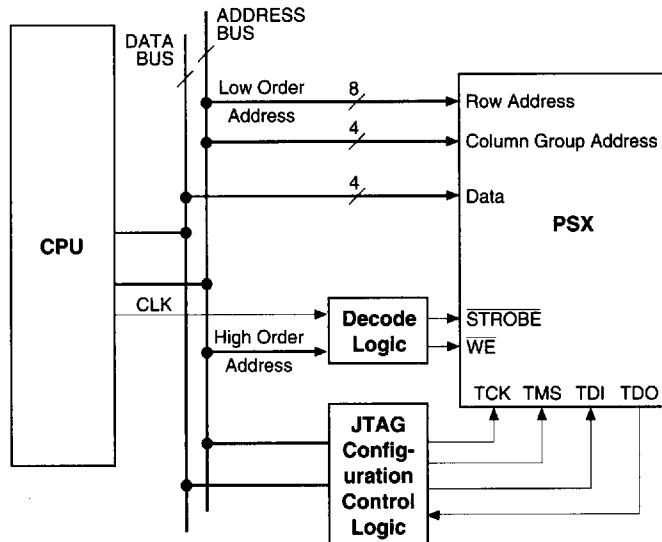 ADDRESS
BUS
DATA
BUS
Low Order
Address
8
Row Address
4
Column Group Address
4
Data
CPU
PSX
CLK
Decode
Logic
STROBE
WE
High Order
Address
TCK TMS TDI TDO
JTAG
Config-
uration
Control
Logic